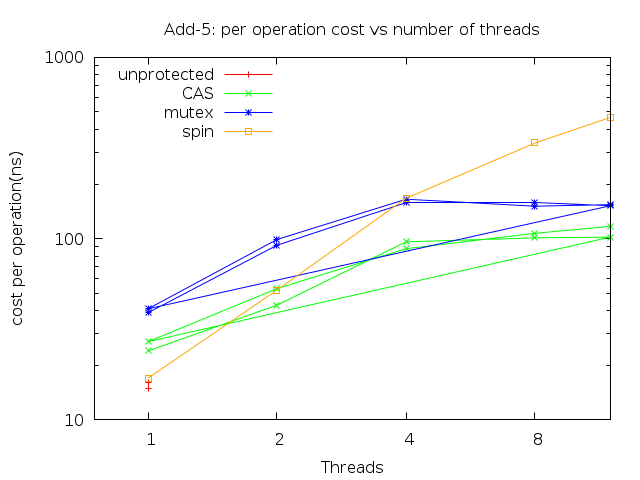 Add-5: per operation cost vs number of threads
1000
unprotected
CAS
mutex
spin
cost per operation(ns)
100
10
1 2 4 8
Threads